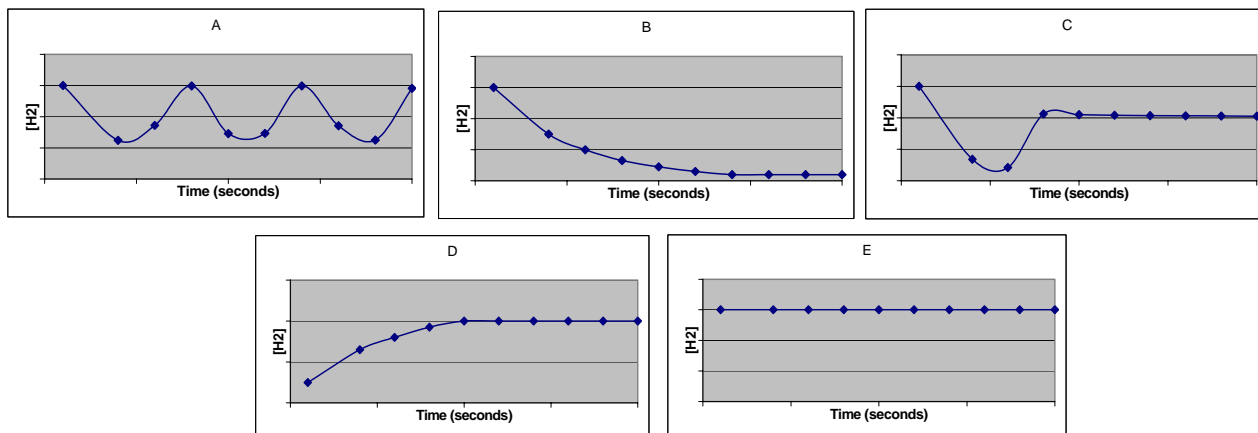 A
[H2]
Time (seconds)
B
[H2]
Time (seconds)
C
[H2]
Time (seconds)
D
[H2]
Time (seconds)
E
[H2]
Time (seconds)